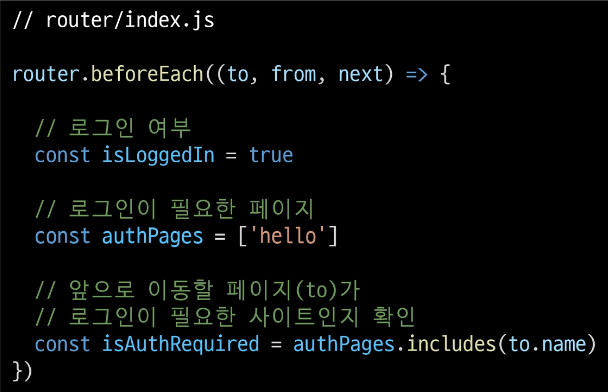 // router/index.js
router.beforeEach((to, from, next) => {
// 로그인 여부
const isLoggedIn = true
// 로그인이 필요한 페이지
const authPages = ['hello']
// 앞으로 이동할 페이지(to)가
// 로그인이 필요한 사이트인지 확인
const isAuthRequired = authPages.includes(to.name)
})